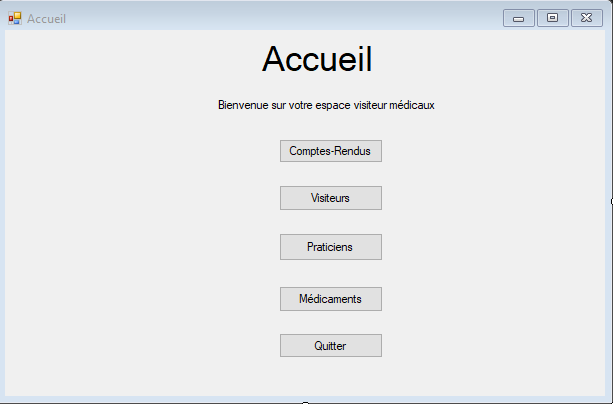 Accueil
Accueil
Bienvenue sur votre espace visiteur médicaux
Comptes-Rendus
Visiteurs
Praticiens
Médicaments
Quitter